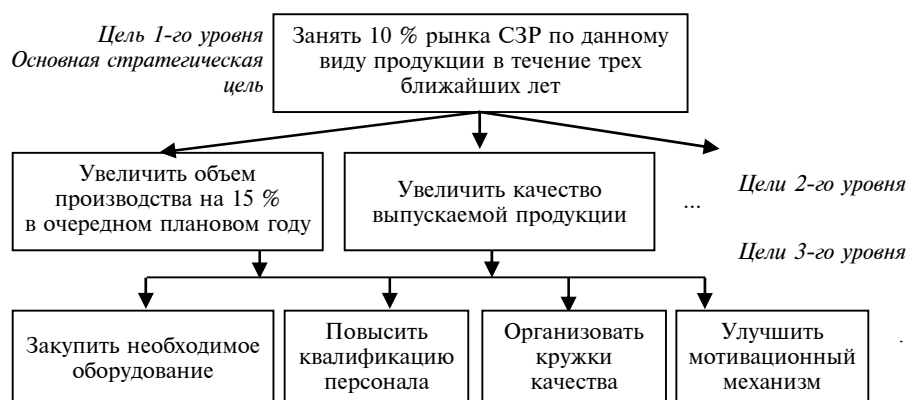 Цель 1-го уровня
Основная стратегическая
цель
Занять 10 % рынка СЗР по данному
виду продукции в течение трех
ближайших лет
Увеличить объем
производства на 15 %
в очередном плановом году
Увеличить качество
выпускаемой продукции
...
Цели 2-го уровня
Цели 3-го уровня
Закупить необходимое
оборудование
Повысить
квалификацию
персонала
Организовать
кружки
качества
Улучшить
мотивационный
механизм
.